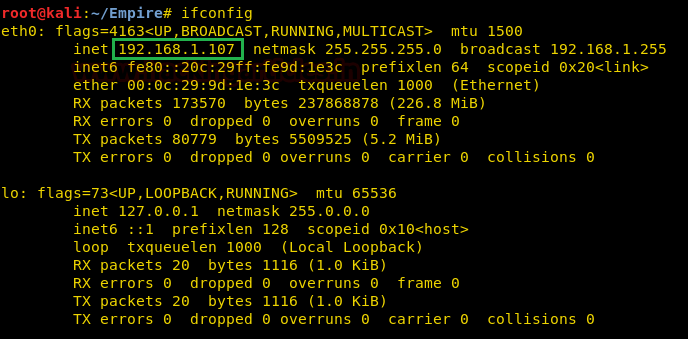 root@kali:~/Empire# ifconfig
eth0: flags=4163<UP,BROADCAST,RUNNING,MULTICAST>  mtu 1500
        inet 192.168.1.107  netmask 255.255.255.0  broadcast 192.168.1.255
        inet6 fe80::20c:29ff:fe9d:1e3c  prefixlen 64  scopeid 0x20<link>
        ether 00:0c:29:9d:1e:3c  txqueuelen 1000  (Ethernet)
        RX packets 173570  bytes 237868878 (226.8 MiB)
        RX errors 0  dropped 0  overruns 0  frame 0
        TX packets 80779  bytes 5509525 (5.2 MiB)
        TX errors 0  dropped 0 overruns 0  carrier 0  collisions 0

lo: flags=73<UP,LOOPBACK,RUNNING>  mtu 65536
        inet 127.0.0.1  netmask 255.0.0.0
        inet6 ::1  prefixlen 128  scopeid 0x10<host>
        loop  txqueuelen 1000  (Local Loopback)
        RX packets 20  bytes 1116 (1.0 KiB)
        RX errors 0  dropped 0  overruns 0  frame 0
        TX packets 20  bytes 1116 (1.0 KiB)
        TX errors 0  dropped 0 overruns 0  carrier 0  collisions 0